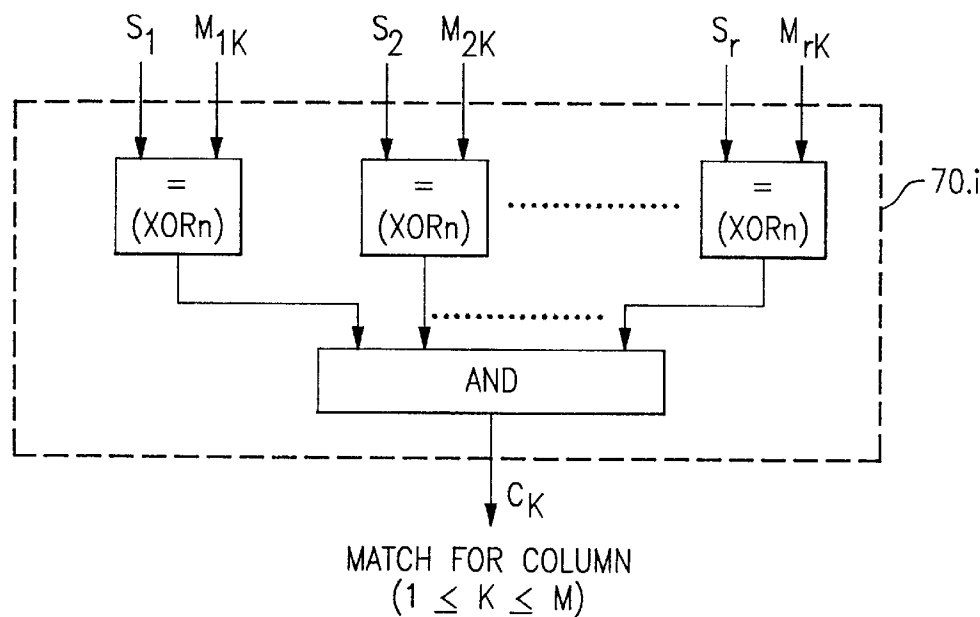 S1 M1K S2 M2K Sr MrK
= = =
(XORn) (XORn) (XORn)
70.i
AND
CK
MATCH FOR COLUMN
(1 ≤ K ≤ M)